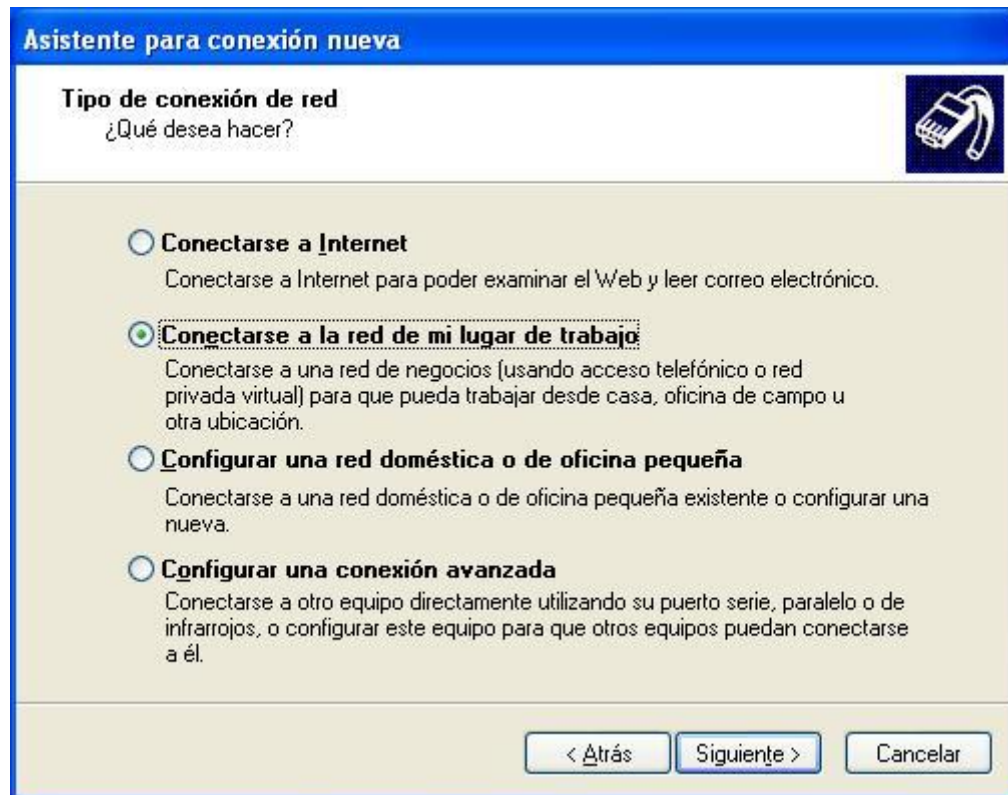 Asistente para conexión nueva
Tipo de conexión de red
¿Qué desea hacer?
Conectarse a Internet
Conectarse a Internet para poder examinar el Web y leer correo electrónico.
Conectarse a la red de mi lugar de trabajo
Conectarse a una red de negocios (usando acceso telefónico o red
privada virtual) para que pueda trabajar desde casa, oficina de campo u
otra ubicación.
Configurar una red doméstica o de oficina pequeña
Conectarse a una red doméstica o de oficina pequeña existente o configurar una
nueva.
Configurar una conexión avanzada
Conectarse a otro equipo directamente utilizando su puerto serie, paralelo o de
infrarrojos, o configurar este equipo para que otros equipos puedan conectarse
a él.
< Atrás Siguiente > Cancelar